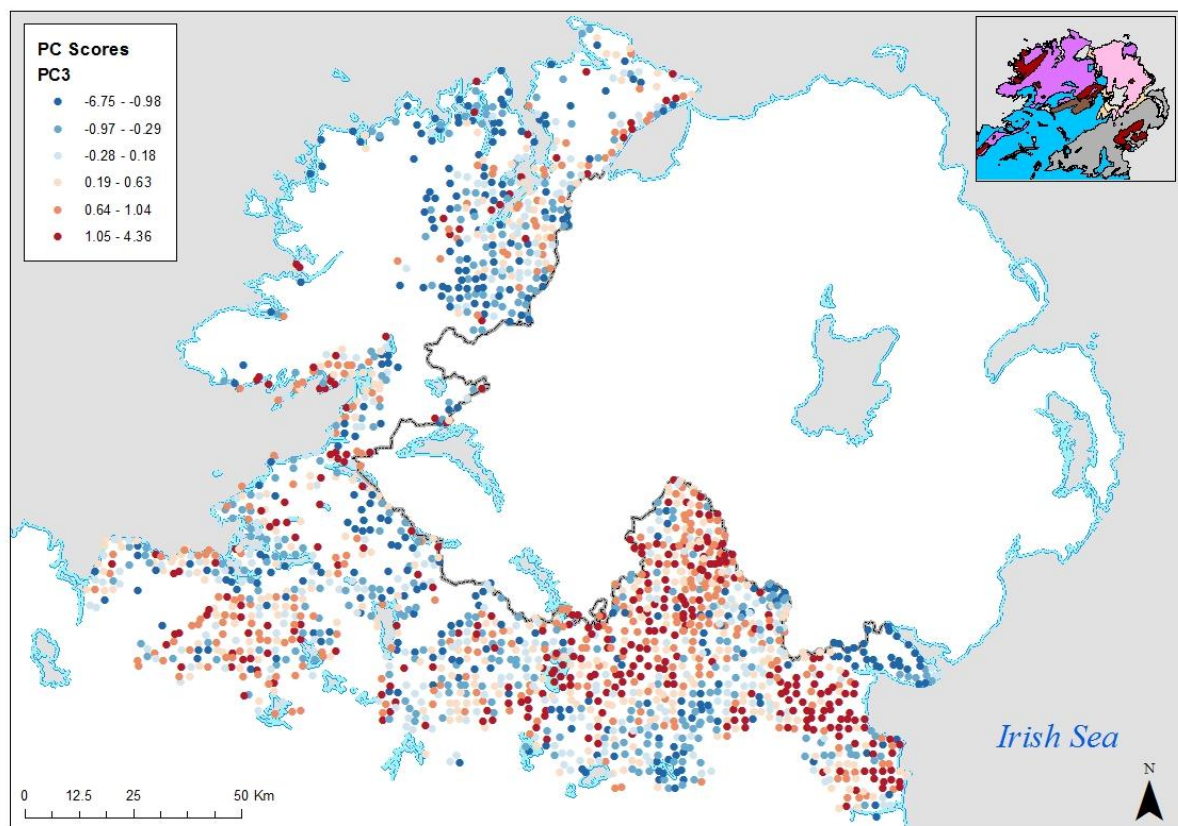 PC Scores
PC3
-6.75 - -0.98
-0.97 - -0.29
-0.28 - 0.18
0.19 - 0.63
0.64 - 1.04
1.05 - 4.36
Irish Sea
N
0 12.5 25 50 Km